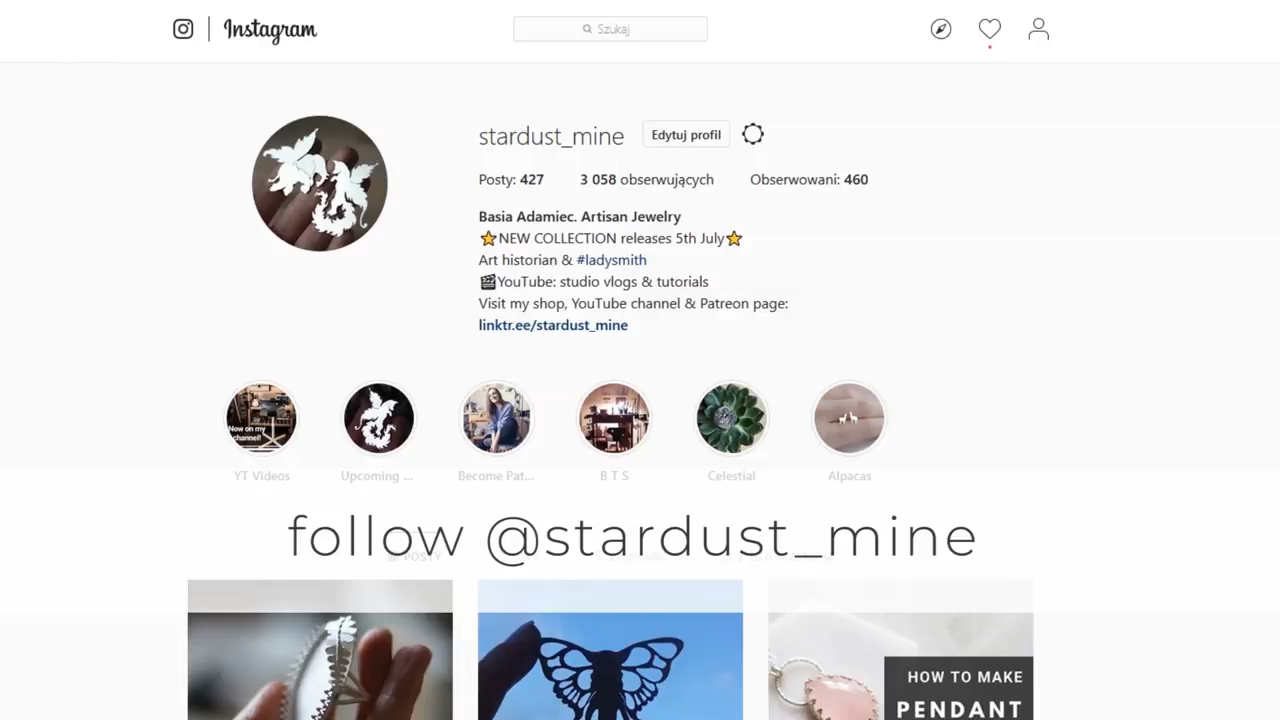 Instagram
Szukaj
stardust_mine
Edytuj profil
Posty: 427 3 058 obserwujących Obserwowani: 460
Basia Adamiec. Artisan Jewelry
⭐NEW COLLECTION releases 5th July⭐
Art historian & #ladysmith
🎬YouTube: studio vlogs & tutorials
Visit my shop, YouTube channel & Patreon page:
linktr.ee/stardust_mine
Now on my
channel!
YT Videos Upcoming ... Become Pat... B T S Celestial Alpacas
follow @stardust_mine
POSTY
HOW TO MAKE
PENDANT